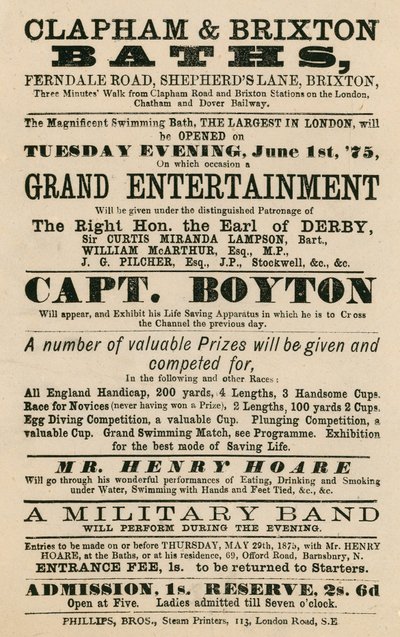 CLAPHAM & BRIXTON
BATHS,
FERNDALE ROAD, SHEPHERD'S LANE, BRIXTON,
Three Minutes' Walk from Clapham Road and Brixton Stations on the London,
Chatham and Dover Railway.
The Magnificent Swimming Bath, THE LARGEST IN LONDON, will
be OPENED on
TUESDAY EVENING, June 1st, '75,
On which occasion a
GRAND ENTERTAINMENT
Will be given under the distinguished Patronage of
The Right Hon. the Earl of DERBY,
Sir CURTIS MIRANDA LAMPSON, Bart.,
WILLIAM McARTHUR, Esq., M.P.,
J. G. PILCHER, Esq., J.P., Stockwell, &c., &c.
CAPT. BOYTON
Will appear, and Exhibit his Life Saving Apparatus in which he is to Cross
the Channel the previous day.
A number of valuable Prizes will be given and
competed for,
In the following and other Races:
All England Handicap, 200 yards, 4 Lengths, 3 Handsome Cups.
Race for Novices (never having won a Prize), 2 Lengths, 100 yards 2 Cups.
Egg Diving Competition, a valuable Cup. Plunging Competition, a
valuable Cup. Grand Swimming Match, see Programme. Exhibition
for the best mode of Saving Life.
MR. HENRY HOARE
Will go through his wonderful performances of Eating, Drinking and Smoking
under Water, Swimming with Hands and Feet Tied, &c., &c.
A MILITARY BAND
WILL PERFORM DURING THE EVENING.
Entries to be made on or before THURSDAY, MAY 29th, 1875, with Mr. HENRY
HOARE, at the Baths, or at his residence, 69, Offord Road, Barnsbury, N.
ENTRANCE FEE, 1s. to be returned to Starters.
ADMISSION, 1s. RESERVE, 2s. 6d
Open at Five. Ladies admitted till Seven o'clock.
PHILLIPS, BROS., Steam Printers, 113, London Road, S.E